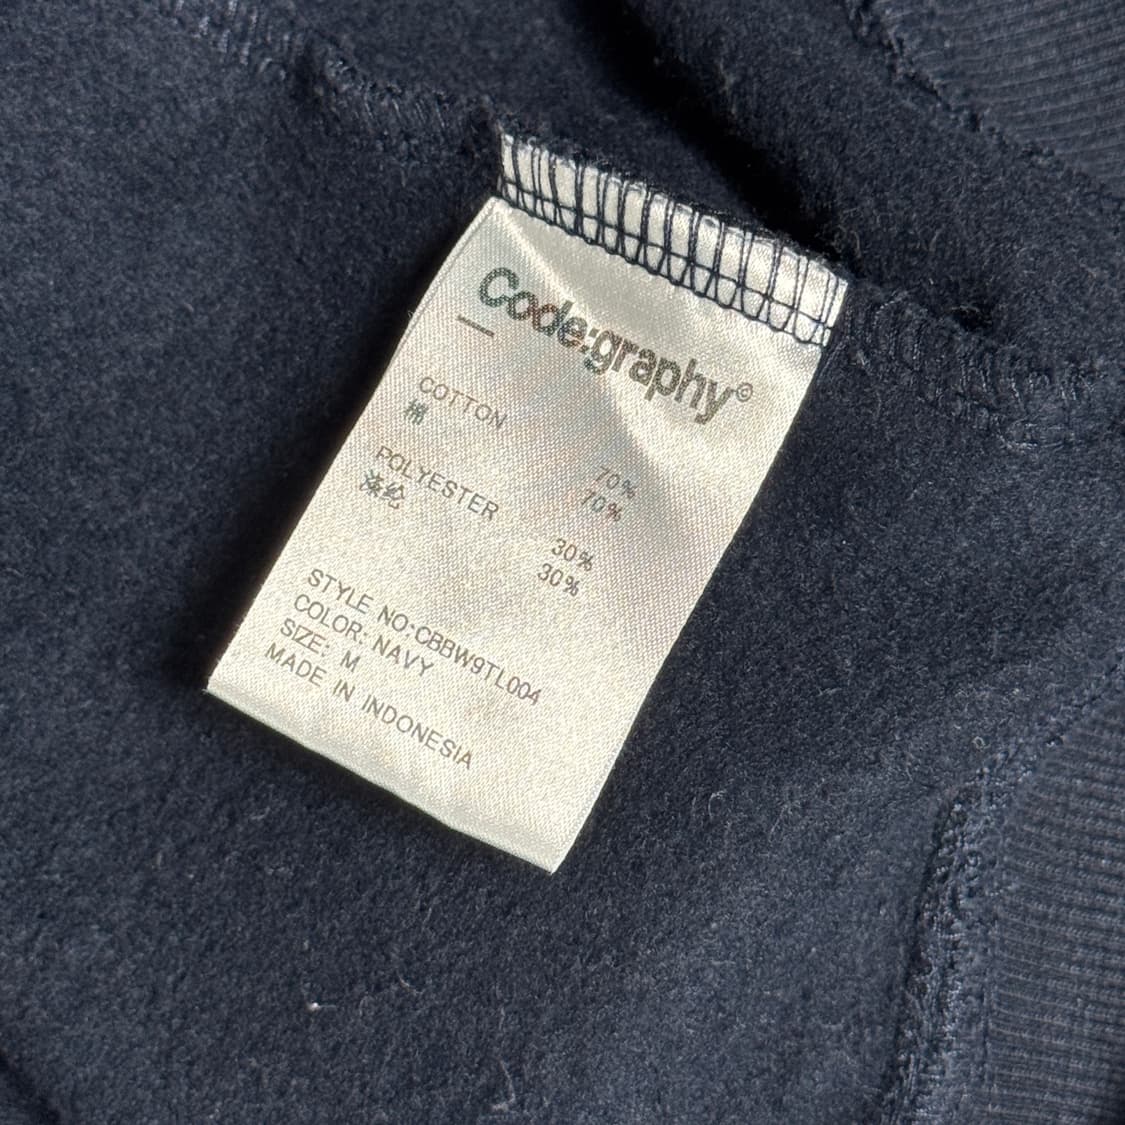 Code:graphy©
COTTON 70%
棉 70%
POLYESTER 30%
涤纶 30%
STYLE NO:CBBW9TL004
COLOR: NAVY
SIZE: M
MADE IN INDONESIA